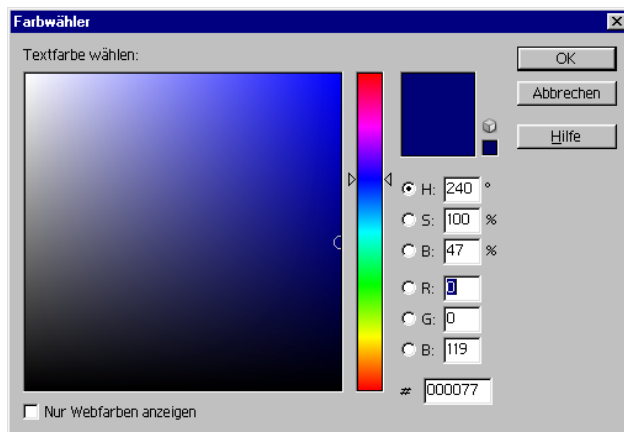 Farbwähler
Textfarbe wählen:
OK
Abbrechen
Hilfe
H: 240 °
S: 100 %
B: 47 %
R: 0
G: 0
B: 119
# 000077
Nur Webfarben anzeigen